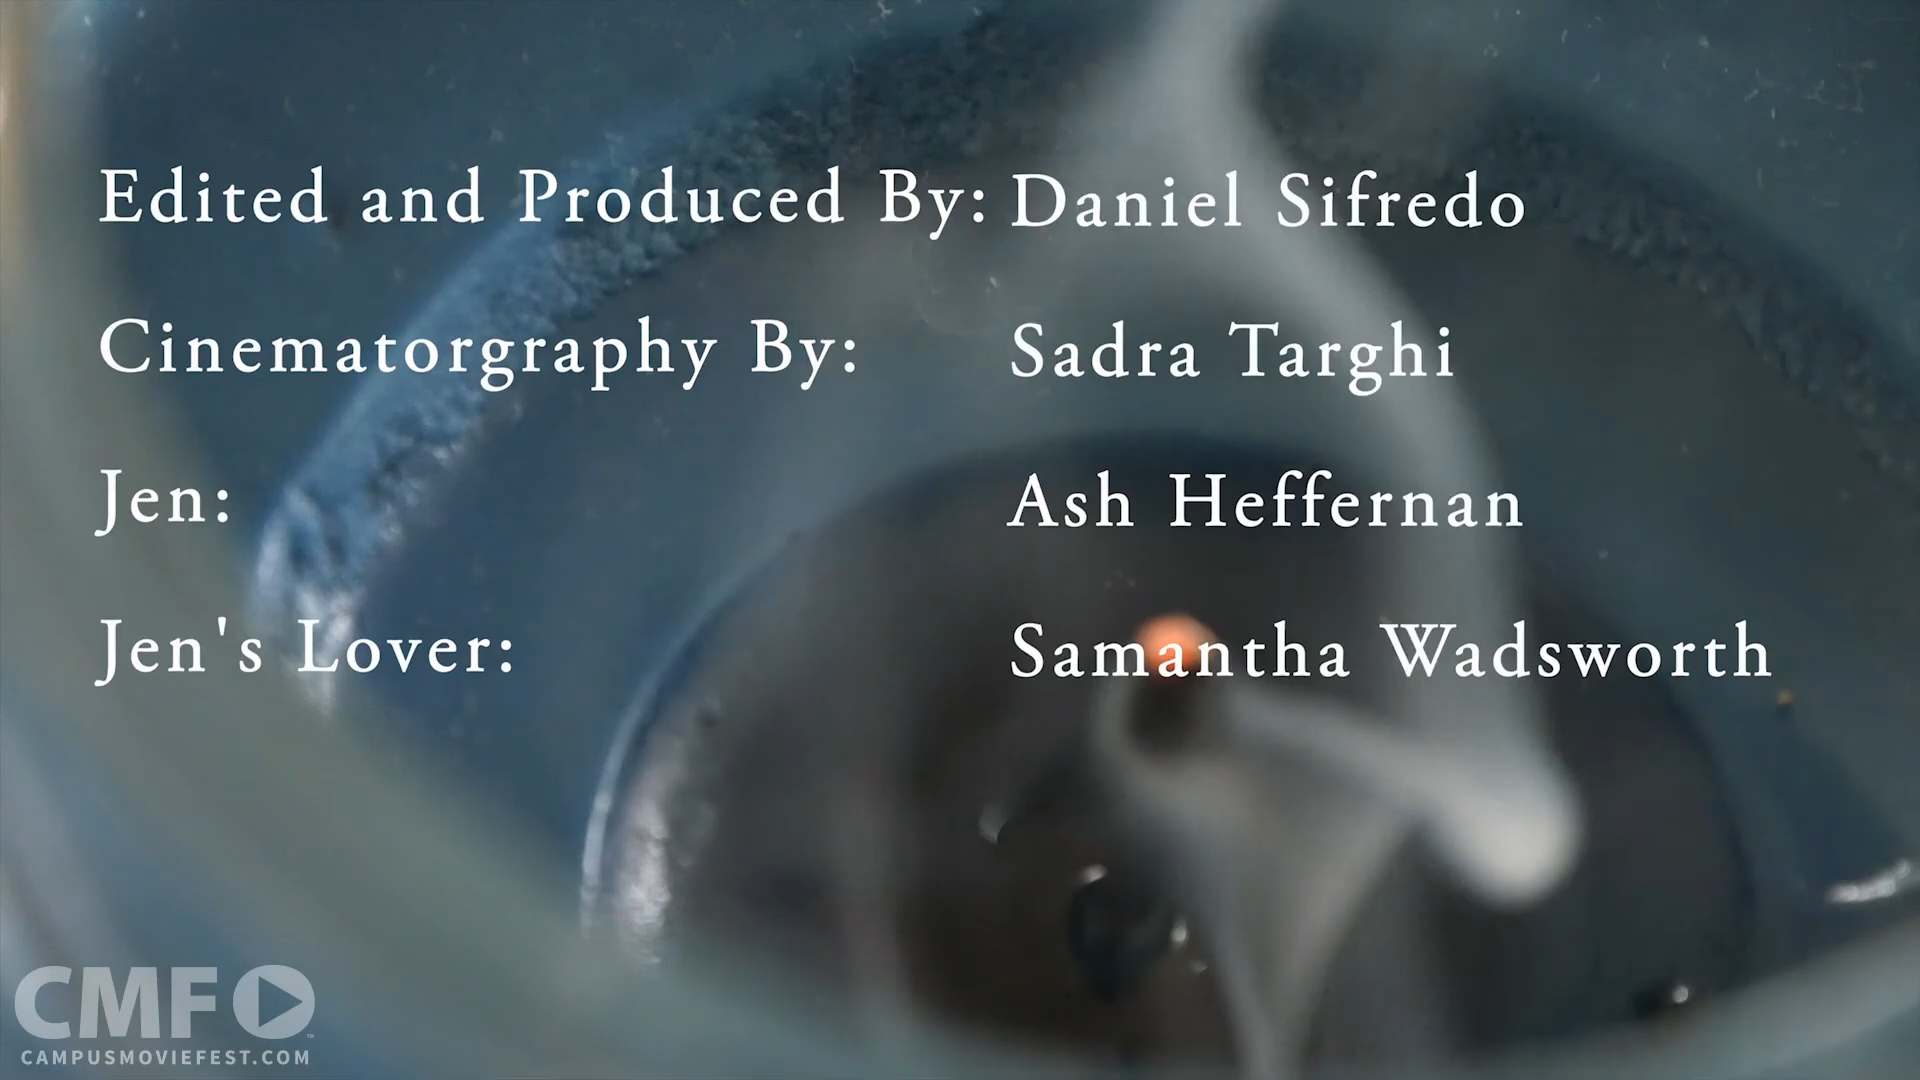 Edited and Produced By: Daniel Sifredo
Cinematorgraphy By: Sadra Targhi
Jen: Ash Heffernan
Jen's Lover: Samantha Wadsworth
CMF
CAMPUSMOVIEFEST.COM